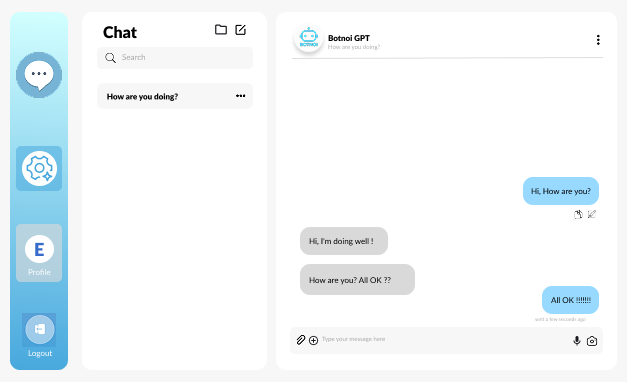 Chat
Search
How are you doing?
E
Profile
Logout
BOTNOI
Botnoi GPT
How are you doing?
Hi, How are you?
Hi, I'm doing well !
How are you? All OK ??
All OK !!!!!!!
sent a few seconds ago
Type your message here